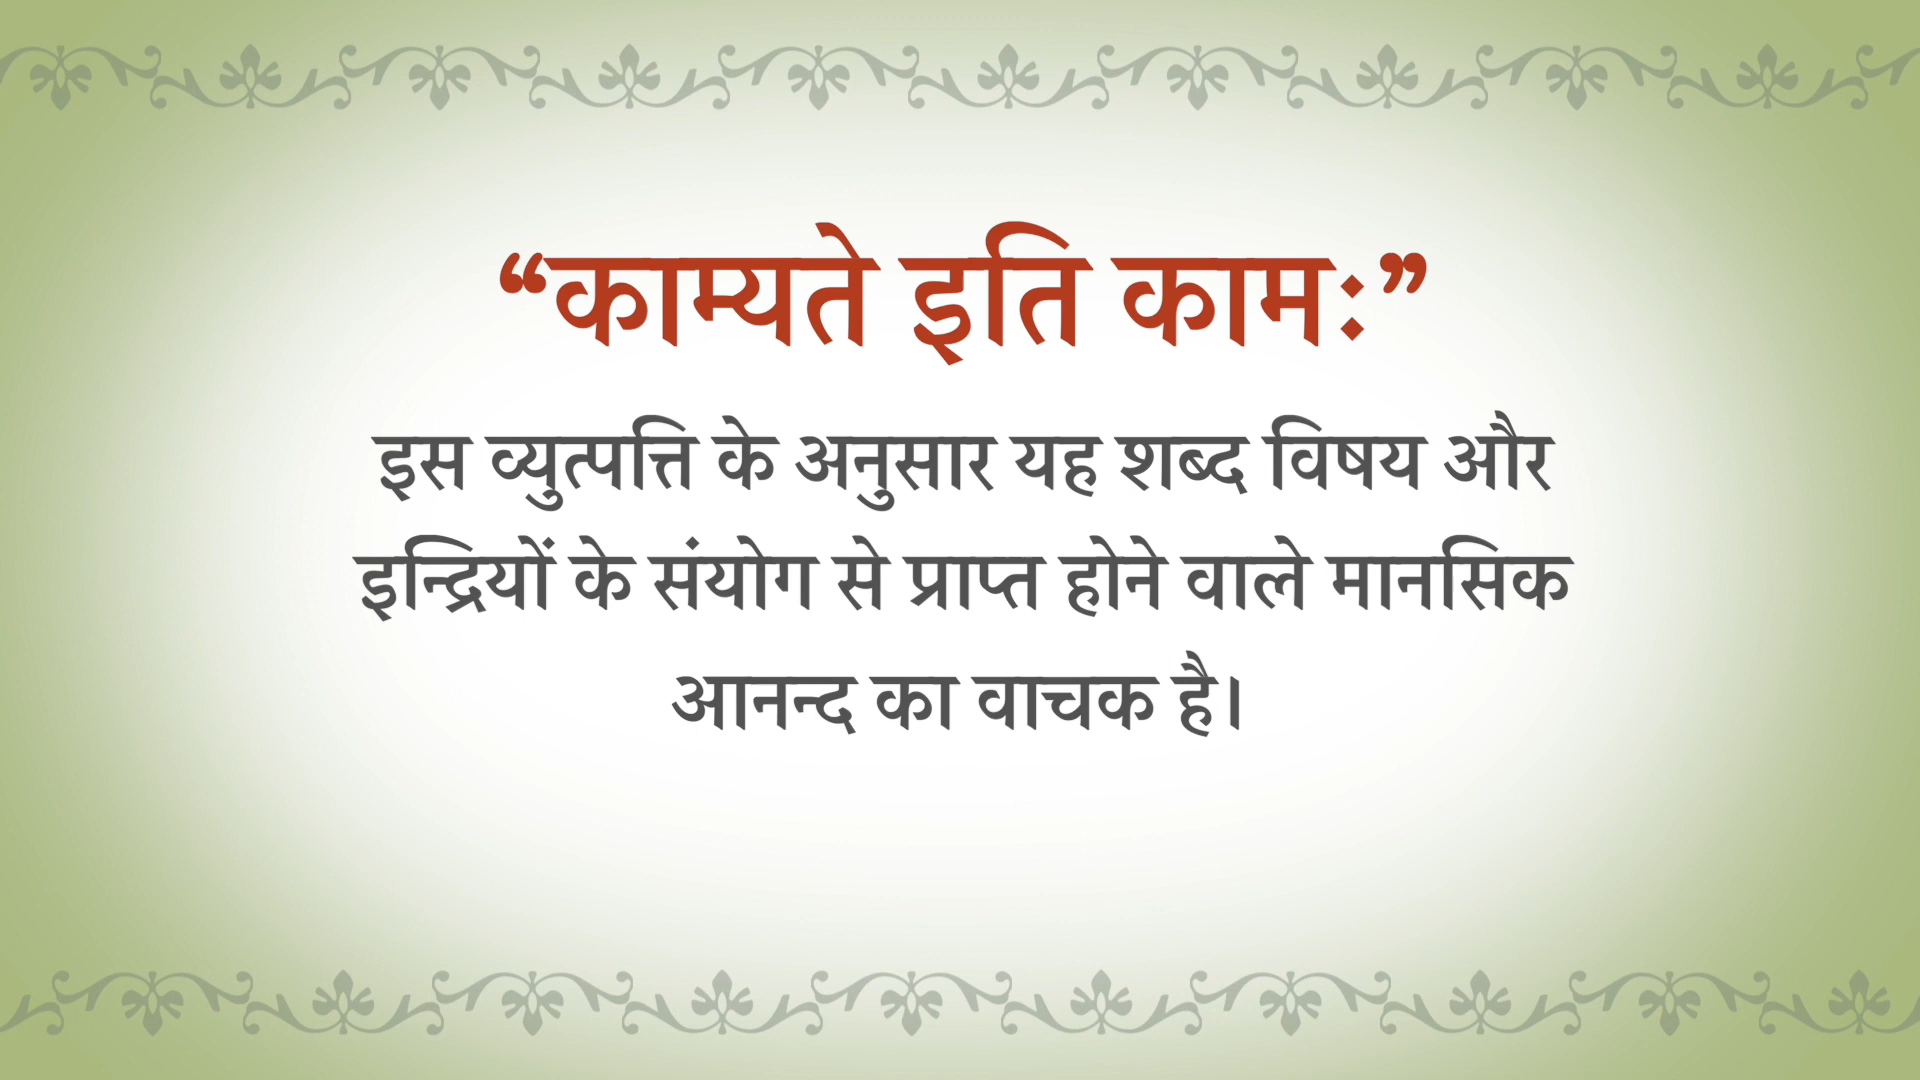 “काम्यते इति कामः”
इस व्युत्पत्ति के अनुसार यह शब्द विषय और
इन्द्रियों के संयोग से प्राप्त होने वाले मानसिक
आनन्द का वाचक है।